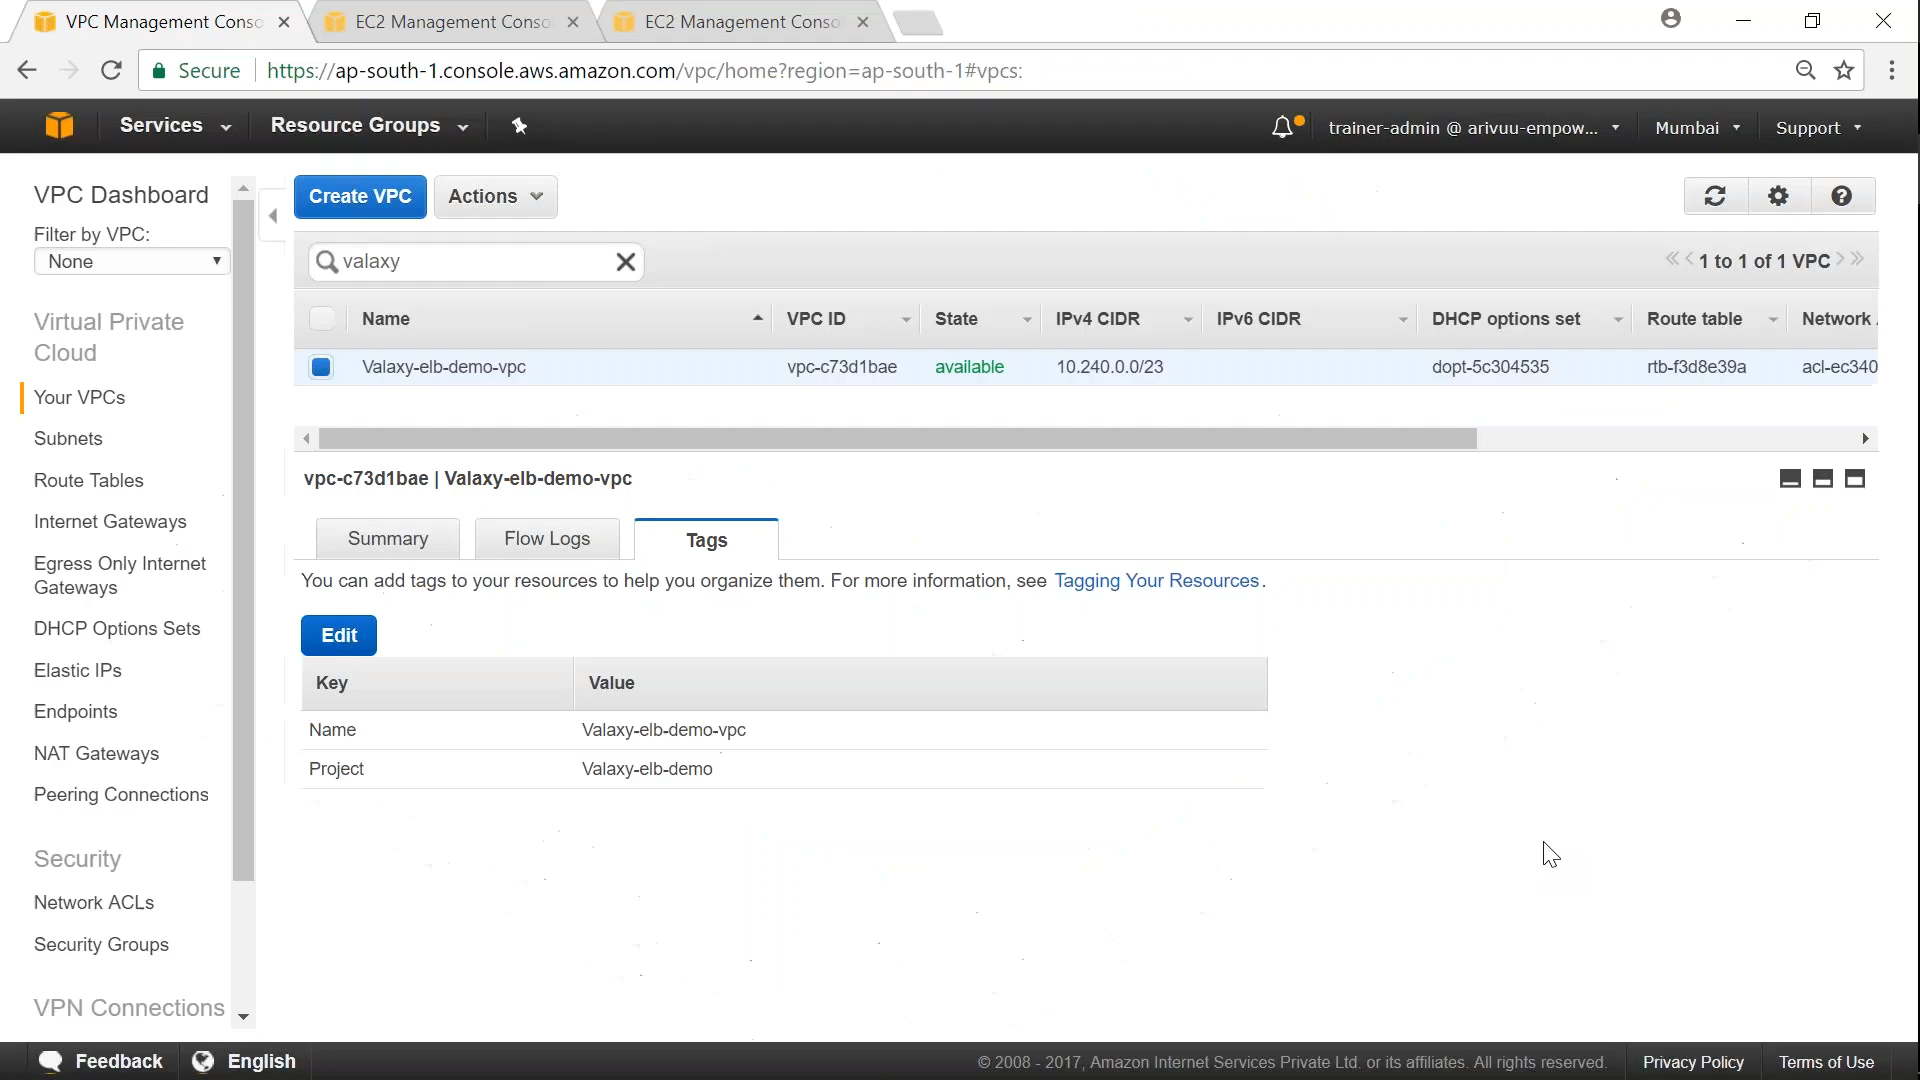 VPC Management Conso
EC2 Management Conso
EC2 Management Conso
Secure
https://ap-south-1.console.aws.amazon.com/vpc/home?region=ap-south-1#vpcs:
Services
Resource Groups
trainer-admin @ arivuu-empow...
Mumbai
Support
VPC Dashboard
Filter by VPC:
None
Virtual Private
Cloud
Your VPCs
Subnets
Route Tables
Internet Gateways
Egress Only Internet
Gateways
DHCP Options Sets
Elastic IPs
Endpoints
NAT Gateways
Peering Connections
Security
Network ACLs
Security Groups
VPN Connections
Create VPC
Actions
valaxy
1 to 1 of 1 VPC
Name VPC ID State IPv4 CIDR IPv6 CIDR DHCP options set Route table Network
Valaxy-elb-demo-vpc vpc-c73d1bae available 10.240.0.0/23 dopt-5c304535 rtb-f3d8e39a acl-ec340
vpc-c73d1bae | Valaxy-elb-demo-vpc
Summary Flow Logs Tags
You can add tags to your resources to help you organize them. For more information, see Tagging Your Resources.
Edit
Key Value
Name Valaxy-elb-demo-vpc
Project Valaxy-elb-demo
Feedback English © 2008 - 2017, Amazon Internet Services Private Ltd. or its affiliates. All rights reserved. Privacy Policy Terms of Use